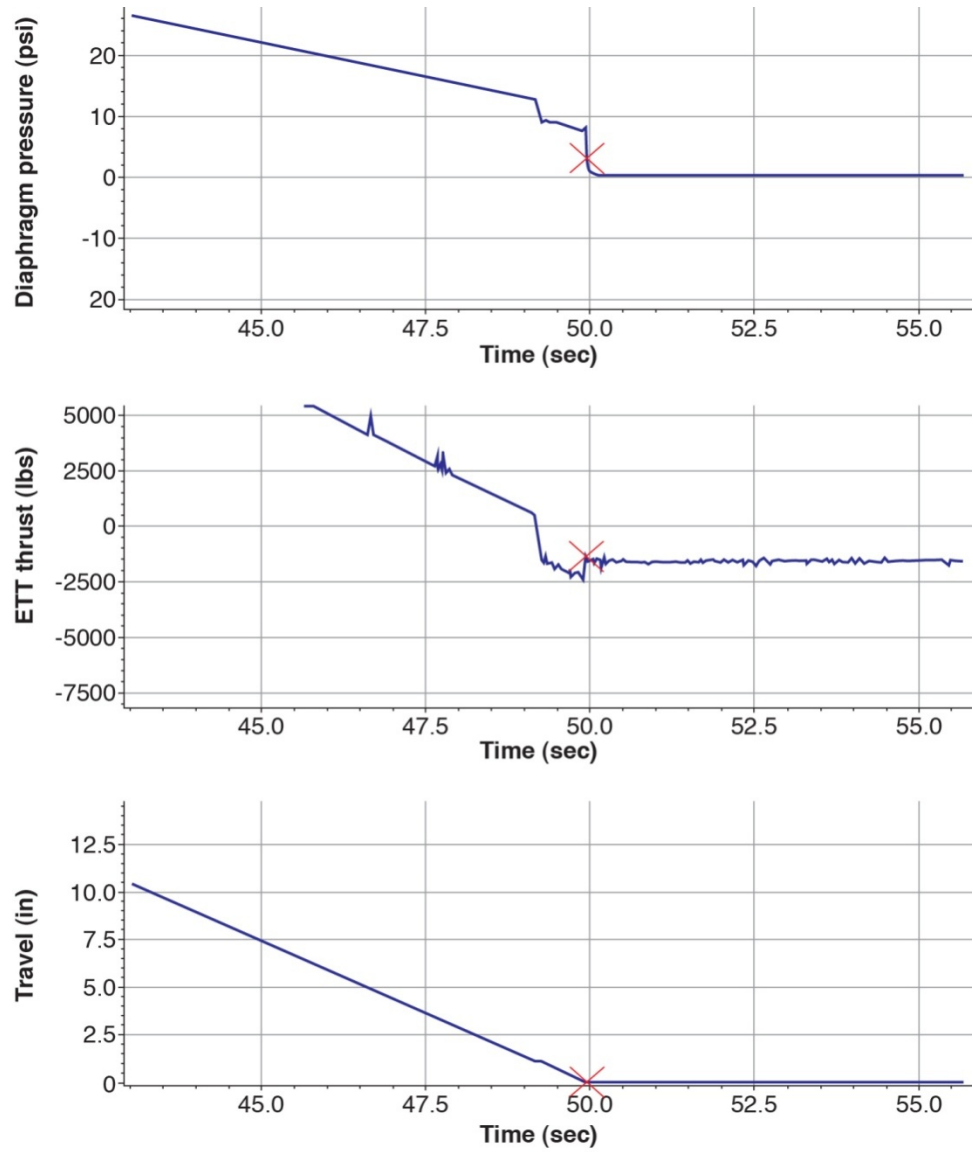 Diaphragm pressure (psi)
20
10
0
-10
20
45.0 47.5 50.0 52.5 55.0
Time (sec)
ETT thrust (lbs)
5000
2500
0
-2500
-5000
-7500
45.0 47.5 50.0 52.5 55.0
Time (sec)
Travel (in)
12.5
10.0
7.5
5.0
2.5
0
45.0 47.5 50.0 52.5 55.0
Time (sec)